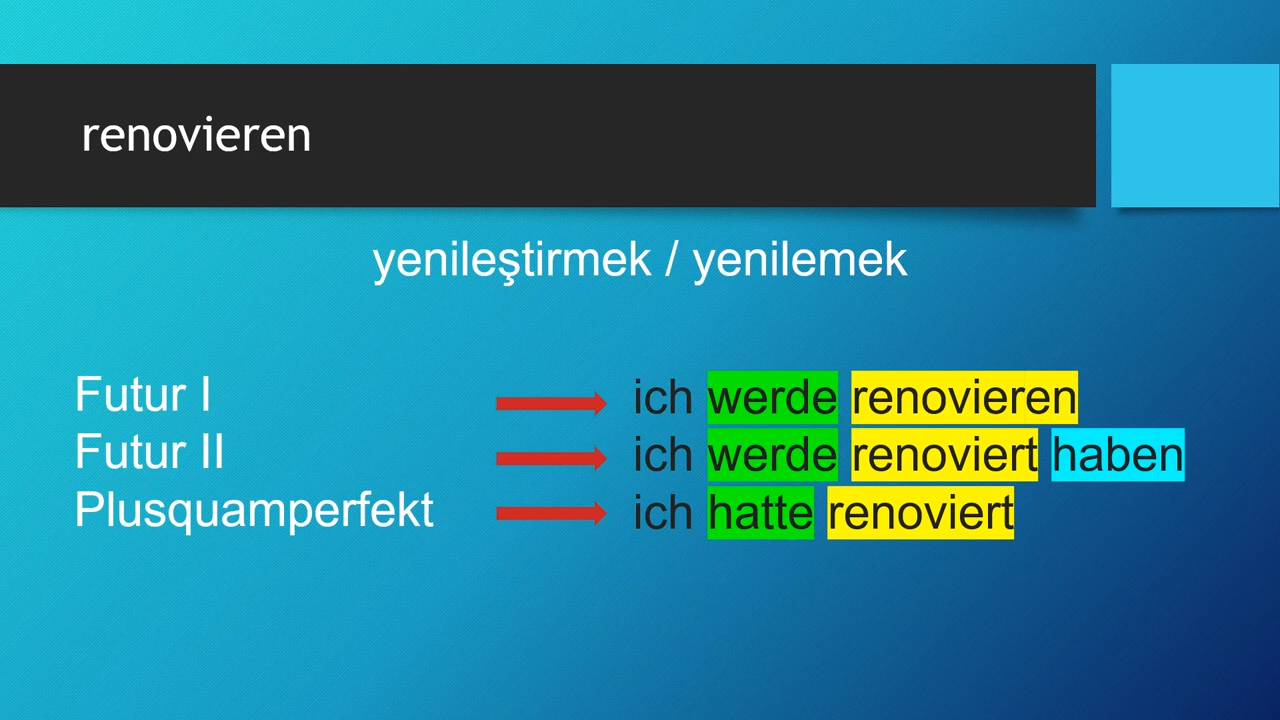 renovieren
yenileştirmek / yenilemek
Futur I ich werde renovieren
Futur II ich werde renoviert haben
Plusquamperfekt ich hatte renoviert